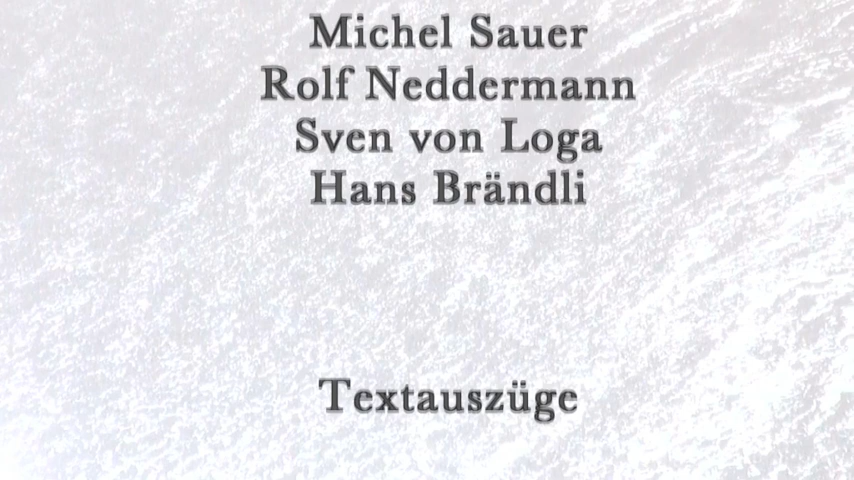 Michel Sauer
Rolf Neddermann
Sven von Loga
Hans Brändli
Textauszüge